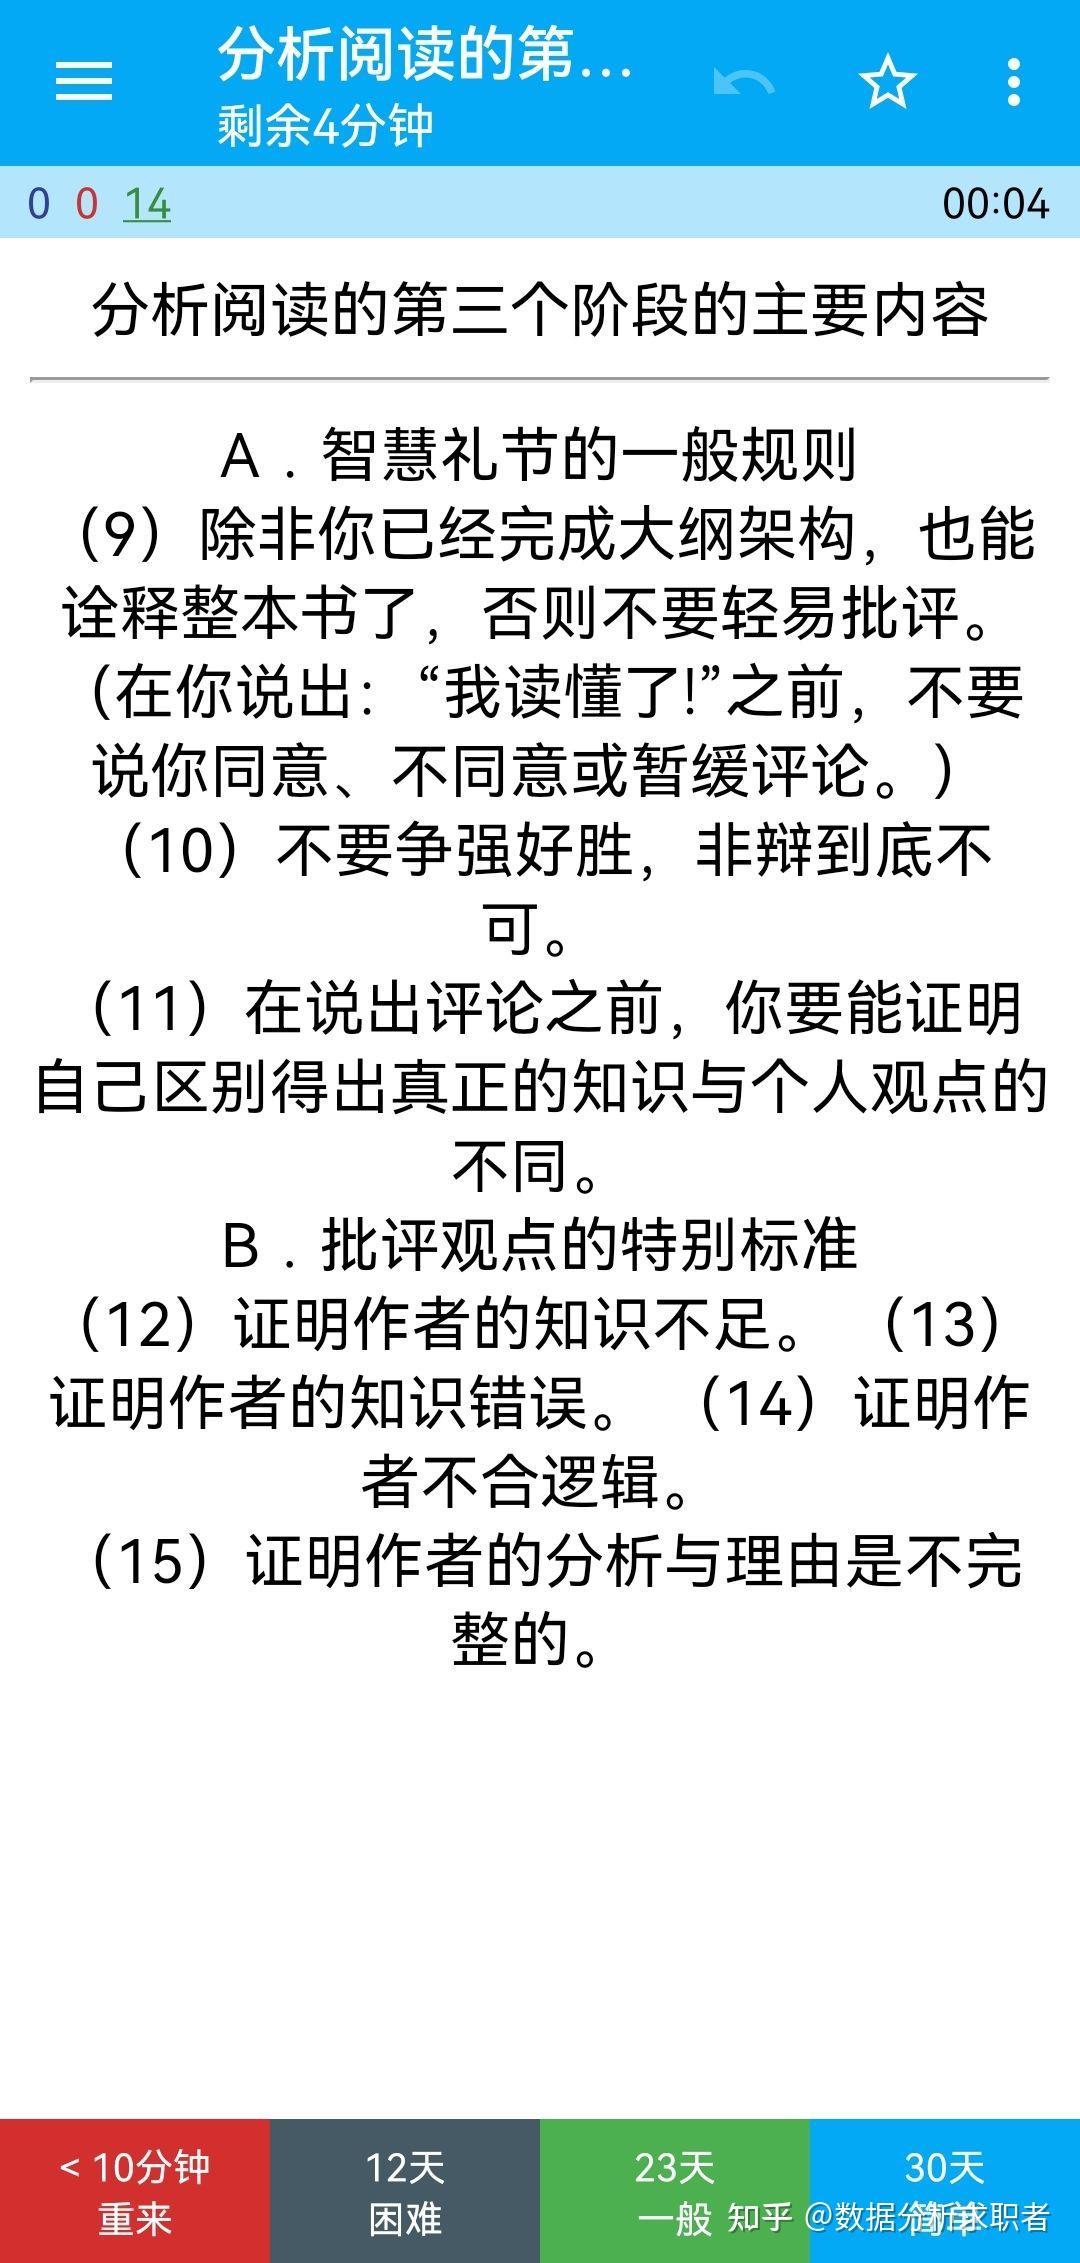 分析阅读的第...
剩余4分钟
0 0 14 00:04
分析阅读的第三个阶段的主要内容
A．智慧礼节的一般规则
（9）除非你已经完成大纲架构，也能
诠释整本书了，否则不要轻易批评。
（在你说出：“我读懂了!”之前，不要
说你同意、不同意或暂缓评论。）
（10）不要争强好胜，非辩到底不
可。
（11）在说出评论之前，你要能证明
自己区别得出真正的知识与个人观点的
不同。
B．批评观点的特别标准
（12）证明作者的知识不足。（13）
证明作者的知识错误。（14）证明作
者不合逻辑。
（15）证明作者的分析与理由是不完
整的。
< 10分钟 12天 23天 30天
重来 困难 一般 简单
知乎 @数据分析求职者